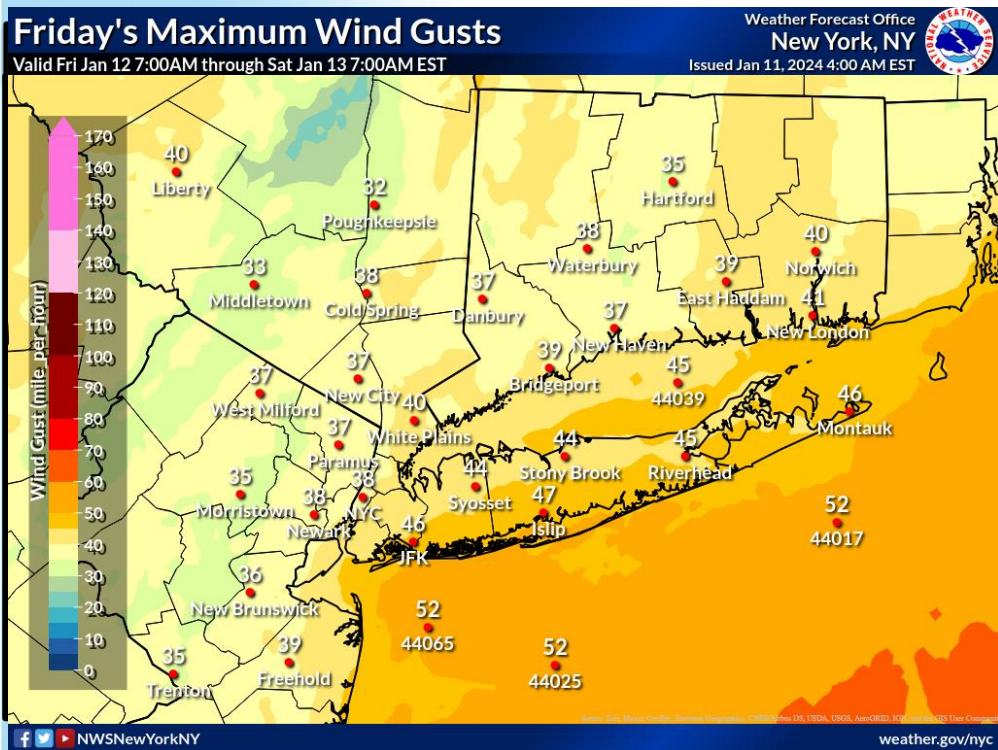 Friday's Maximum Wind Gusts
Valid Fri Jan 12 7:00AM through Sat Jan 13 7:00AM EST
Weather Forecast Office
New York, NY
Issued Jan 11, 2024 4:00 AM EST
NATIONAL WEATHER SERVICE
Wind Gust (mile_per_hour)
170
160
150
140
130
120
110
100
90
80
70
60
50
40
30
20
10
0
40
Liberty
32
Poughkeepsie
35
Hartford
38
Waterbury
40
Norwich
33
Middletown
38
Cold Spring
37
Danbury
39
East Haddam
41
New London
37
New Haven
39
Bridgeport
45
44039
37
West Milford
37
New City
40
White Plains
46
Montauk
37
Paramus
44
Stony Brook
45
Riverhead
35
Morristown
38
Newark
38
NYC
44
Syosset
47
Islip
52
44017
46
JFK
36
New Brunswick
52
44065
52
44025
35
Trenton
39
Freehold
NWSNewYorkNY
weather.gov/nyc